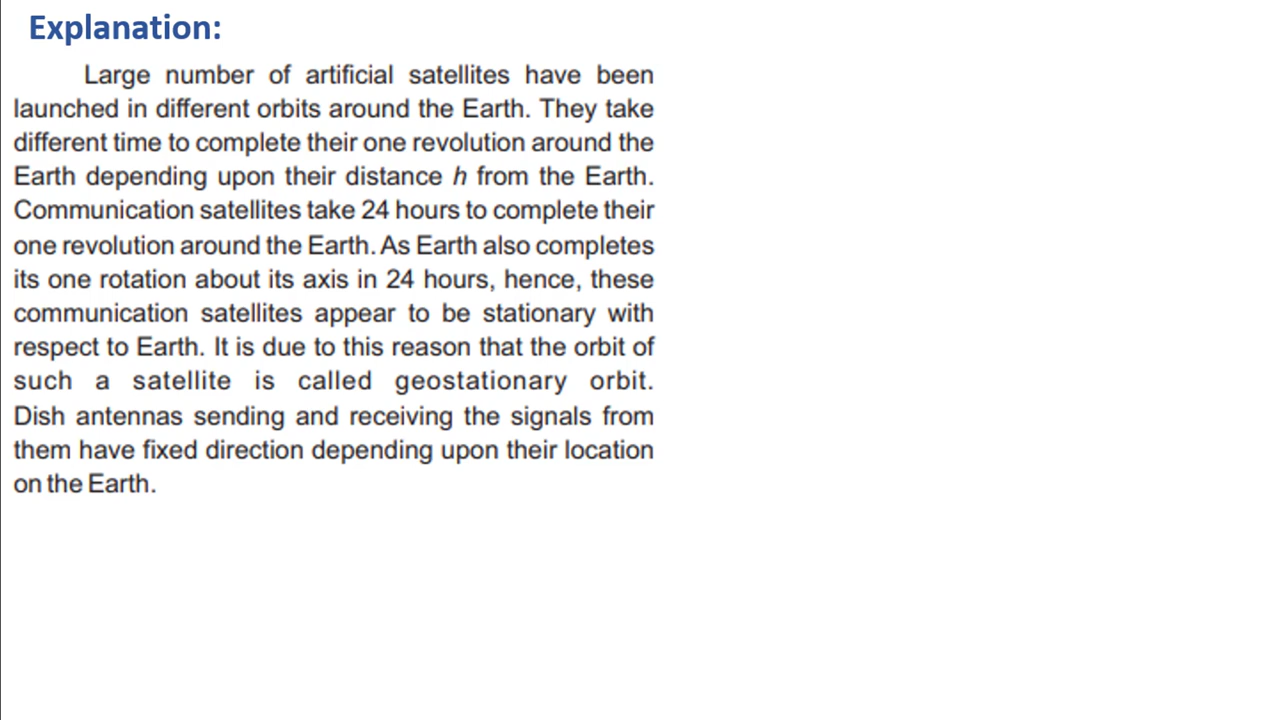 Explanation:
Large number of artificial satellites have been
launched in different orbits around the Earth. They take
different time to complete their one revolution around the
Earth depending upon their distance h from the Earth.
Communication satellites take 24 hours to complete their
one revolution around the Earth. As Earth also completes
its one rotation about its axis in 24 hours, hence, these
communication satellites appear to be stationary with
respect to Earth. It is due to this reason that the orbit of
such a satellite is called geostationary orbit.
Dish antennas sending and receiving the signals from
them have fixed direction depending upon their location
on the Earth.